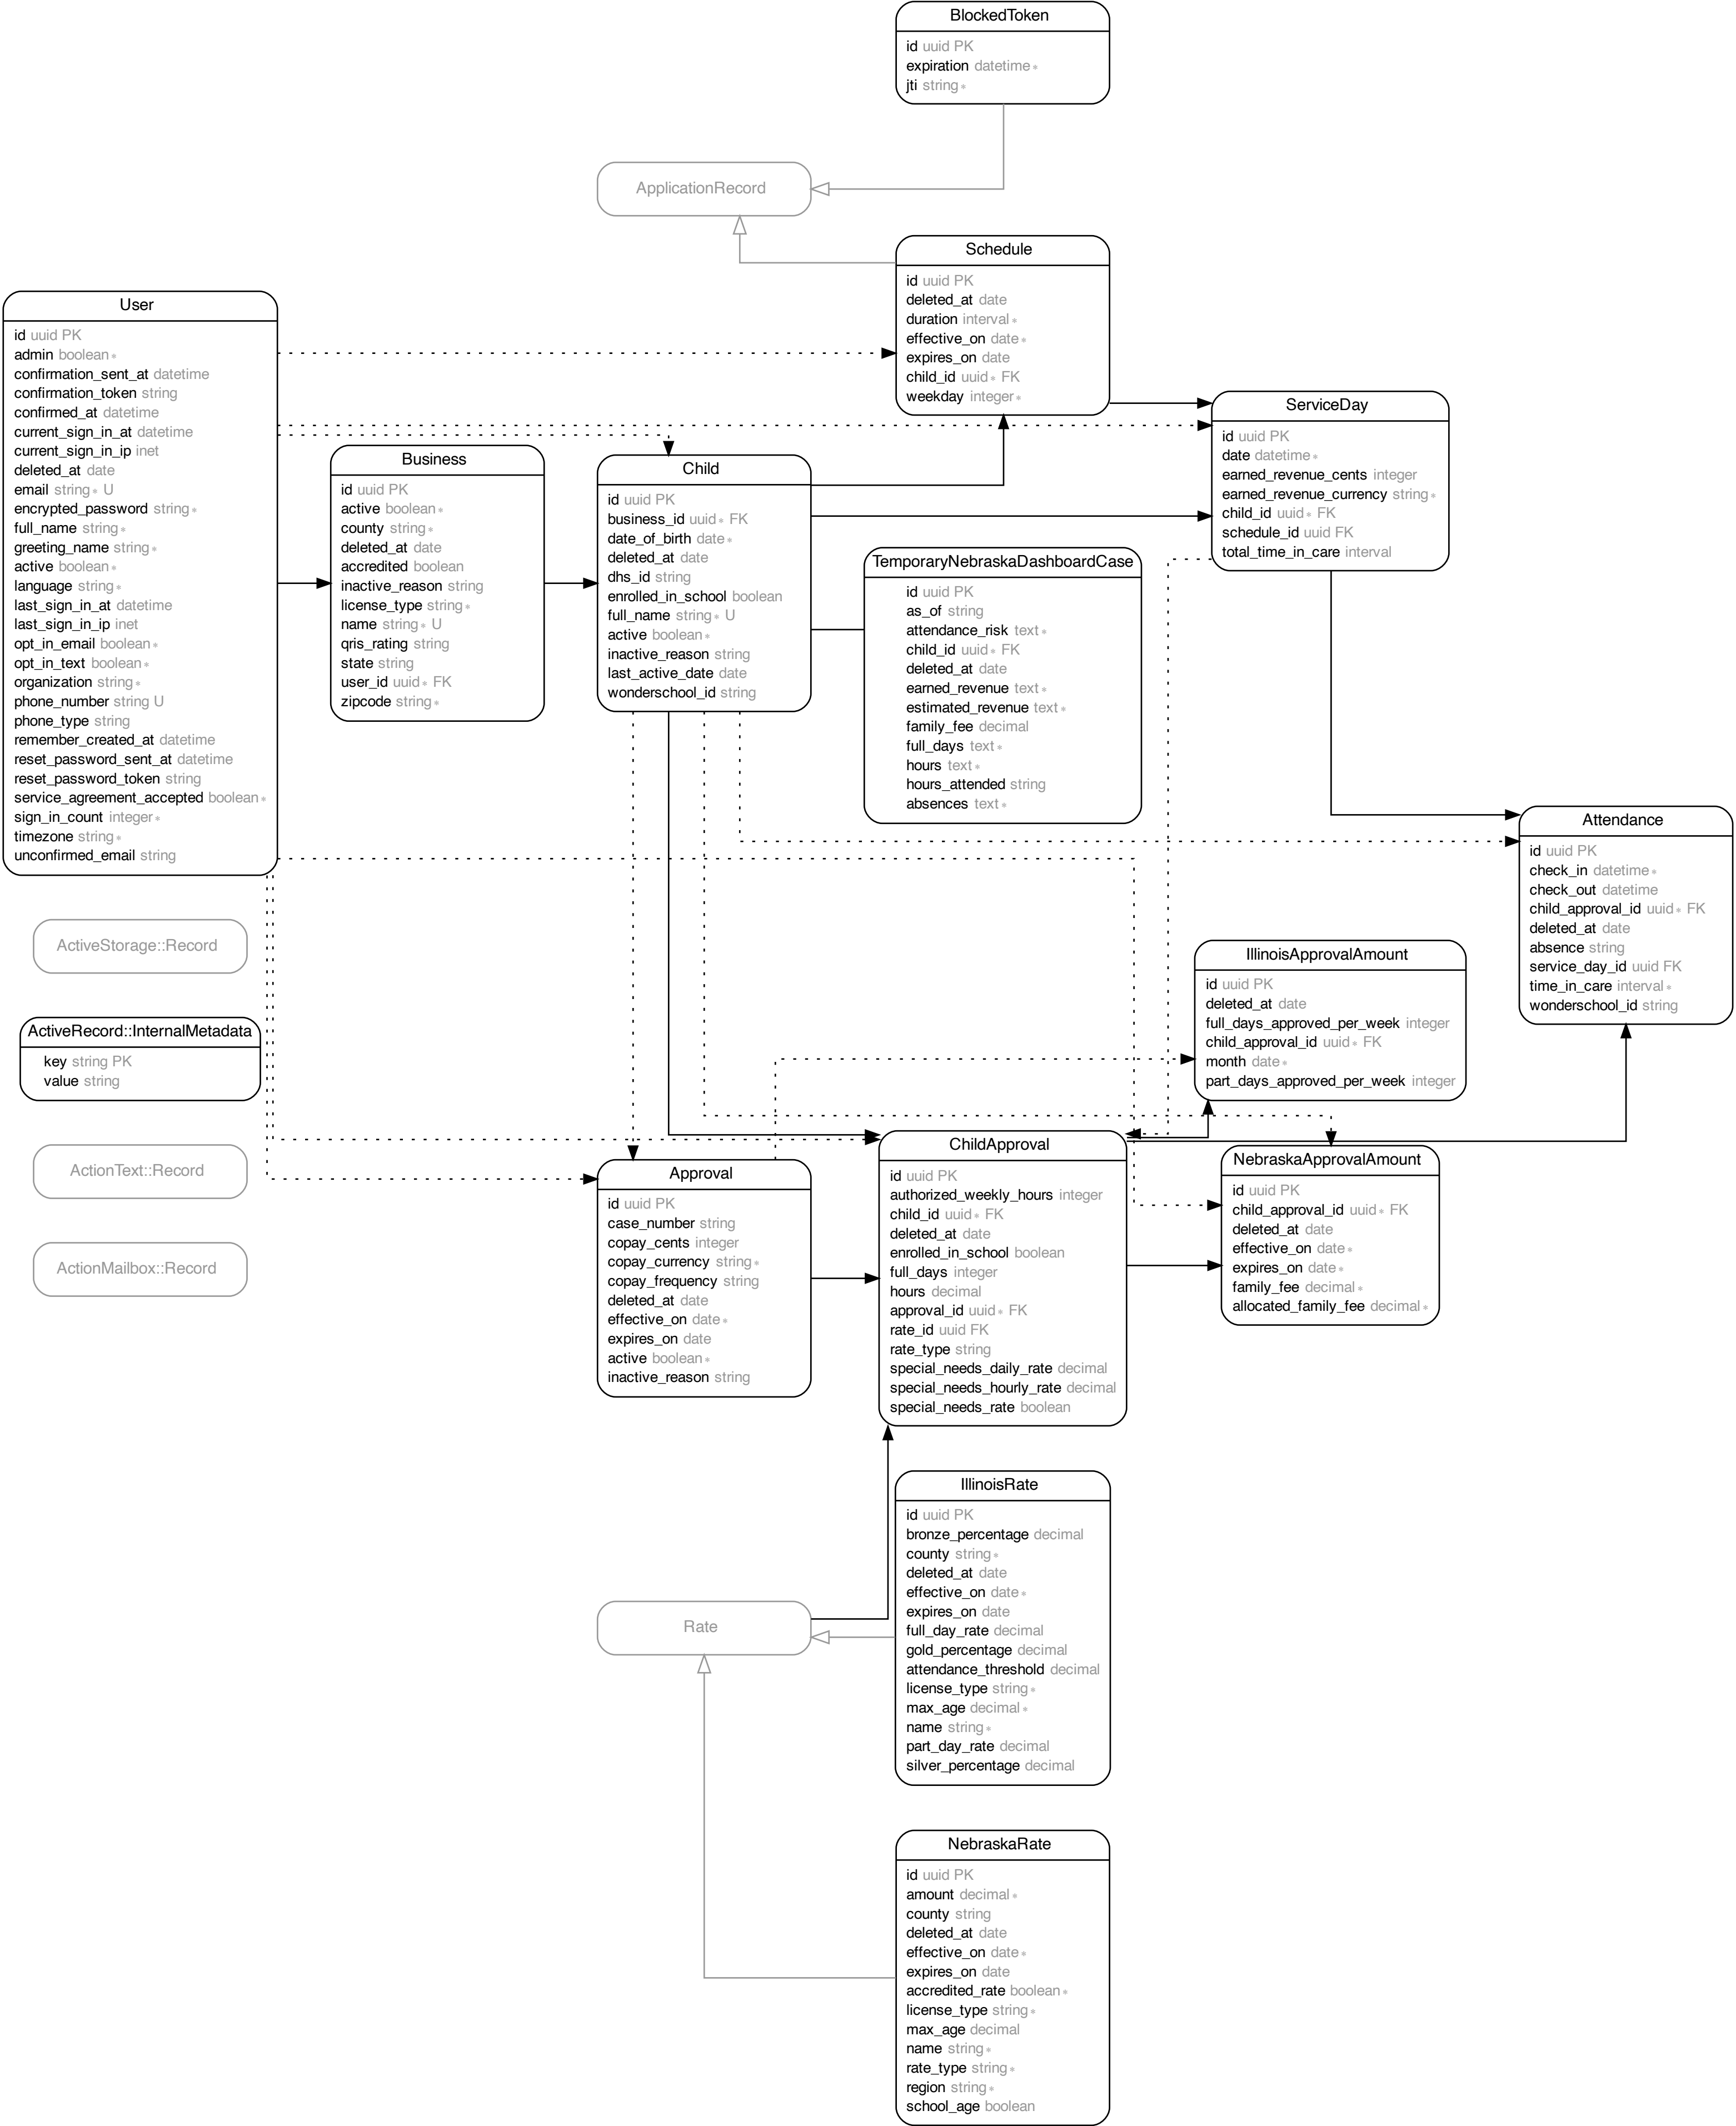 BlockedToken
id uuid PK
expiration datetime *
jti string *
ApplicationRecord
Schedule
id uuid PK
deleted_at date
duration interval *
effective_on date *
expires_on date
child_id uuid * FK
weekday integer *
User
id uuid PK
admin boolean *
confirmation_sent_at datetime
confirmation_token string
confirmed_at datetime
current_sign_in_at datetime
current_sign_in_ip inet
deleted_at date
email string * U
encrypted_password string *
full_name string *
greeting_name string *
active boolean *
language string *
last_sign_in_at datetime
last_sign_in_ip inet
opt_in_email boolean *
opt_in_text boolean *
organization string *
phone_number string U
phone_type string
remember_created_at datetime
reset_password_sent_at datetime
reset_password_token string
service_agreement_accepted boolean *
sign_in_count integer *
timezone string *
unconfirmed_email string
Business
id uuid PK
active boolean *
county string *
deleted_at date
accredited boolean
inactive_reason string
license_type string *
name string * U
qris_rating string
state string
user_id uuid * FK
zipcode string *
Child
id uuid PK
business_id uuid * FK
date_of_birth date *
deleted_at date
dhs_id string
enrolled_in_school boolean
full_name string * U
active boolean *
inactive_reason string
last_active_date date
wonderschool_id string
ServiceDay
id uuid PK
date datetime *
earned_revenue_cents integer
earned_revenue_currency string *
child_id uuid * FK
schedule_id uuid FK
total_time_in_care interval
TemporaryNebraskaDashboardCase
id uuid PK
as_of string
attendance_risk text *
child_id uuid * FK
deleted_at date
earned_revenue text *
estimated_revenue text *
family_fee decimal
full_days text *
hours text *
hours_attended string
absences text *
Attendance
id uuid PK
check_in datetime *
check_out datetime
child_approval_id uuid * FK
deleted_at date
absence string
service_day_id uuid FK
time_in_care interval *
wonderschool_id string
ActiveStorage::Record
ActiveRecord::InternalMetadata
key string PK
value string
ActionText::Record
ActionMailbox::Record
IllinoisApprovalAmount
id uuid PK
deleted_at date
full_days_approved_per_week integer
child_approval_id uuid * FK
month date *
part_days_approved_per_week integer
Approval
id uuid PK
case_number string
copay_cents integer
copay_currency string *
copay_frequency string
deleted_at date
effective_on date *
expires_on date
active boolean *
inactive_reason string
ChildApproval
id uuid PK
authorized_weekly_hours integer
child_id uuid * FK
deleted_at date
enrolled_in_school boolean
full_days integer
hours decimal
approval_id uuid * FK
rate_id uuid FK
rate_type string
special_needs_daily_rate decimal
special_needs_hourly_rate decimal
special_needs_rate boolean
NebraskaApprovalAmount
id uuid PK
child_approval_id uuid * FK
deleted_at date
effective_on date *
expires_on date *
family_fee decimal *
allocated_family_fee decimal *
IllinoisRate
id uuid PK
bronze_percentage decimal
county string *
deleted_at date
effective_on date *
expires_on date
full_day_rate decimal
gold_percentage decimal
attendance_threshold decimal
license_type string *
max_age decimal *
name string *
part_day_rate decimal
silver_percentage decimal
Rate
NebraskaRate
id uuid PK
amount decimal *
county string
deleted_at date
effective_on date *
expires_on date
accredited_rate boolean *
license_type string *
max_age decimal
name string *
rate_type string *
region string *
school_age boolean